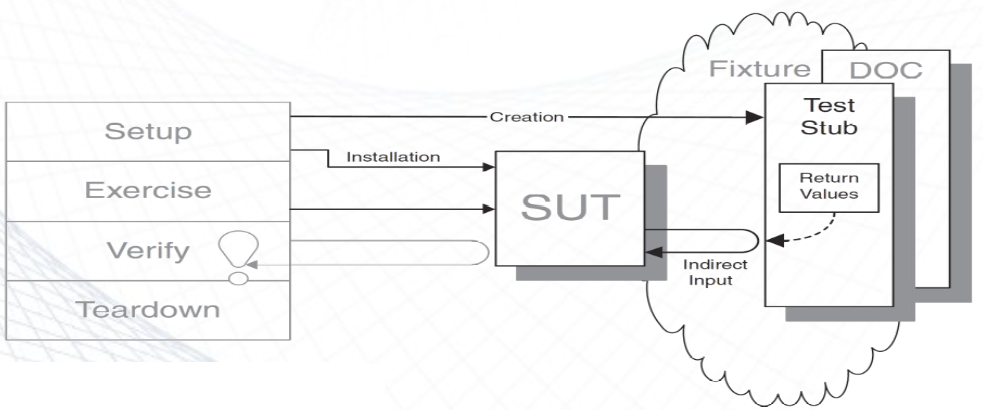 Setup
Exercise
Verify
Teardown
Creation
Installation
SUT
Indirect
Input
Fixture
DOC
Test
Stub
Return
Values